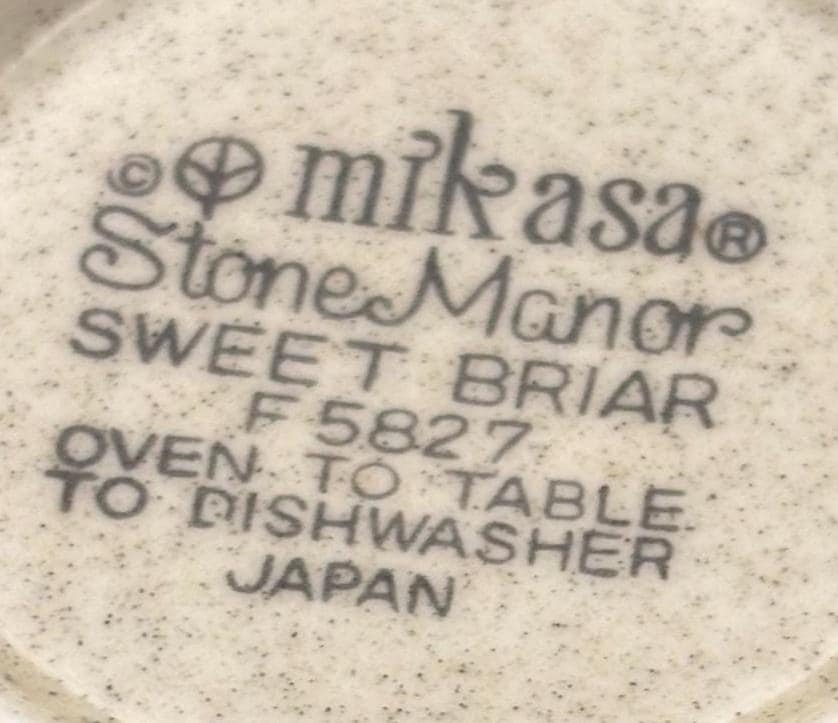 © mikasa®
Stone Manor
SWEET BRIAR
F 5827
OVEN TO TABLE
TO DISHWASHER
JAPAN